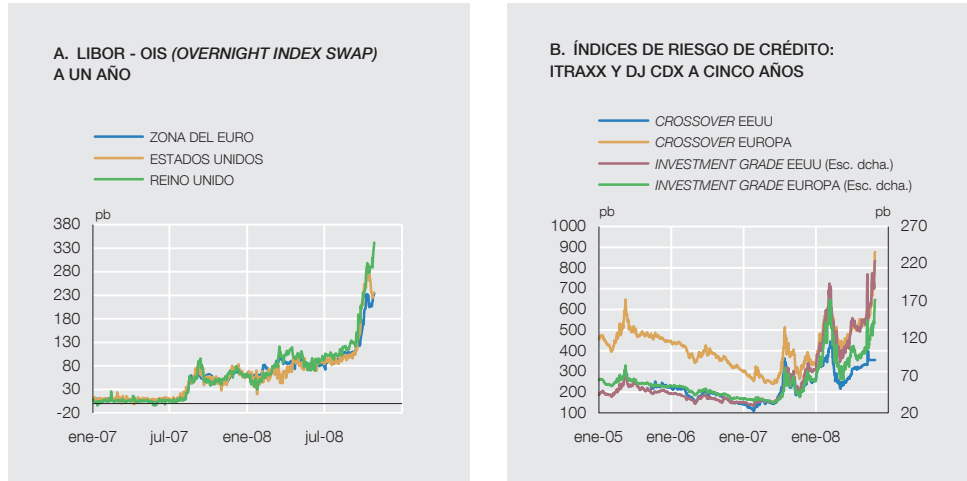 A. LIBOR - OIS (OVERNIGHT INDEX SWAP)
A UN AÑO
ZONA DEL EURO
ESTADOS UNIDOS
REINO UNIDO
pb
380
330
280
230
180
130
80
30
-20
ene-07 jul-07 ene-08 jul-08
B. ÍNDICES DE RIESGO DE CRÉDITO:
ITRAXX Y DJ CDX A CINCO AÑOS
CROSSOVER EEUU
CROSSOVER EUROPA
INVESTMENT GRADE EEUU (Esc. dcha.)
INVESTMENT GRADE EUROPA (Esc. dcha.)
pb pb
1000 270
900
800 220
700
600 170
500
400 120
300 70
200
100 20
ene-05 ene-06 ene-07 ene-08